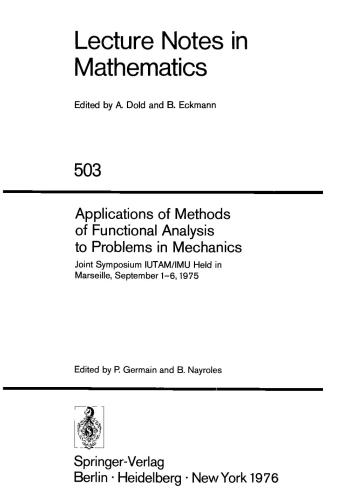 Lecture Notes in
Mathematics
Edited by A. Dold and B. Eckmann
503
Applications of Methods
of Functional Analysis
to Problems in Mechanics
Joint Symposium IUTAM/IMU Held in
Marseille, September 1–6, 1975
Edited by P. Germain and B. Nayroles
Springer-Verlag
Berlin · Heidelberg · New York 1976